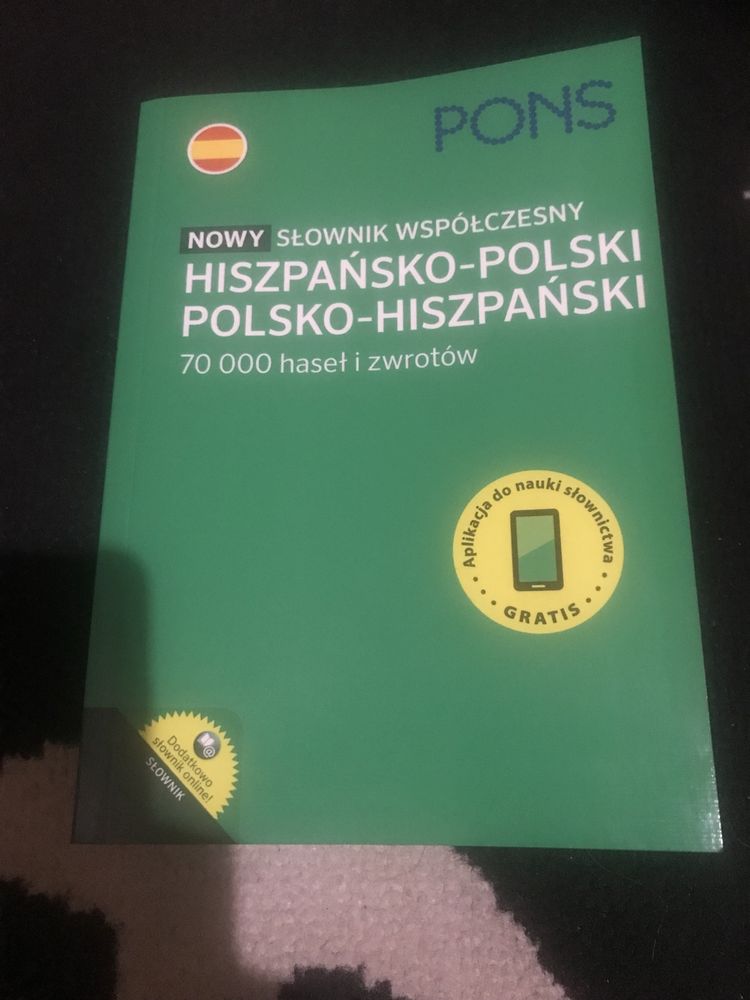 PONS
NOWY SŁOWNIK WSPÓŁCZESNY
HISZPAŃSKO-POLSKI
POLSKO-HISZPAŃSKI
70 000 haseł i zwrotów
Aplikacja do nauki słownictwa
GRATIS
Dodatkowo
słownik online!
SŁOWNIK